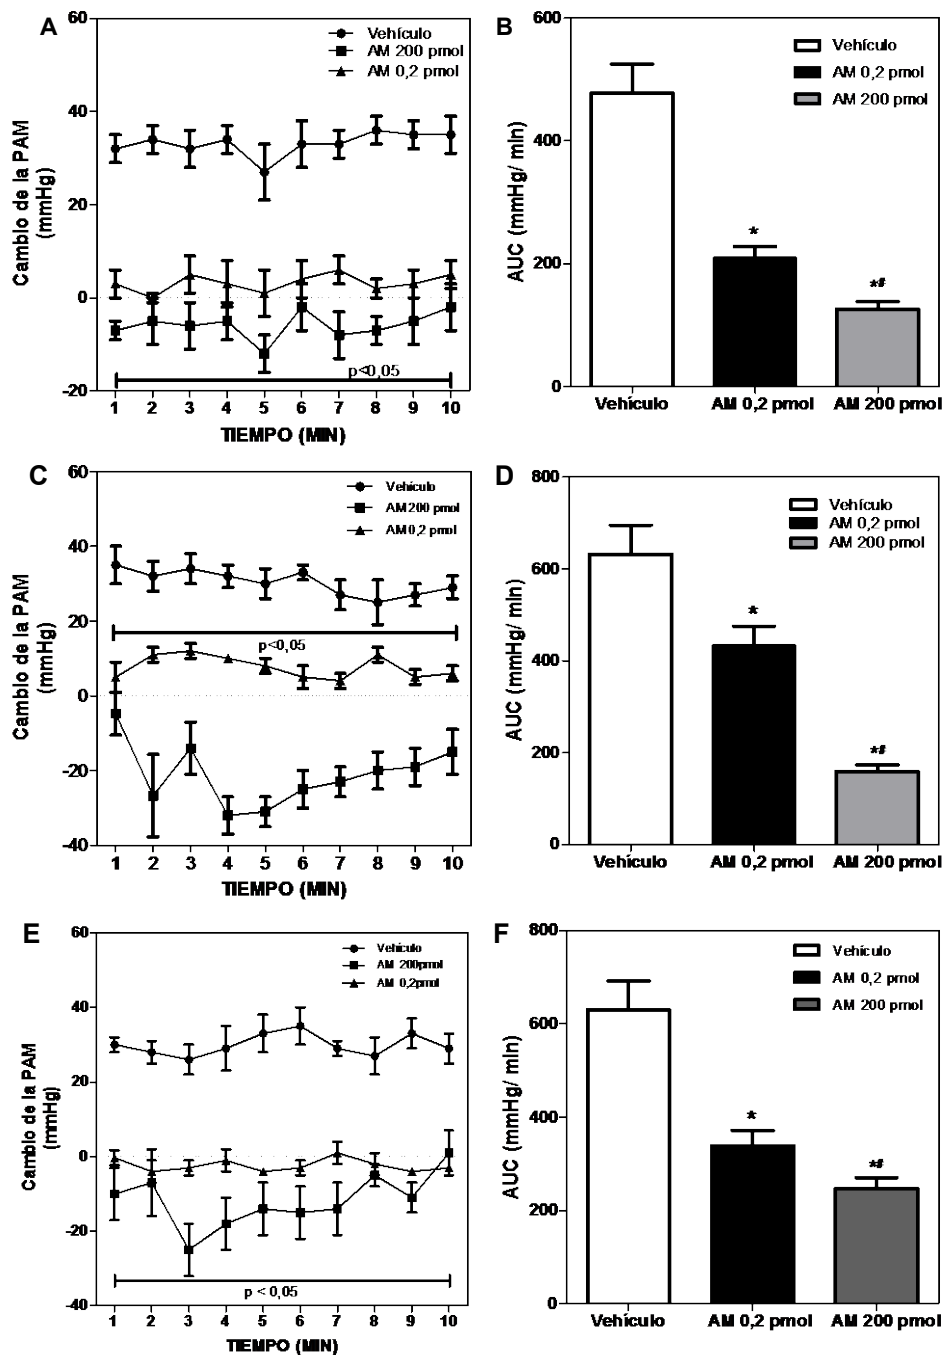 A
Cambio de la PAM
(mmHg)
60
40
20
0
-20
Vehículo
AM 200 pmol
AM 0,2 pmol
p<0,05
1 2 3 4 5 6 7 8 9 10
TIEMPO (MIN)
B
AUC (mmHg/ min)
600
400
200
0
Vehículo
AM 0,2 pmol
AM 200 pmol
*
*#
Vehículo AM 0,2 pmol AM 200 pmol
C
Cambio de la PAM
(mmHg)
60
40
20
0
-20
-40
Vehículo
AM 200 pmol
AM 0,2 pmol
p<0,05
1 2 3 4 5 6 7 8 9 10
TIEMPO (MIN)
D
AUC (mmHg/ min)
800
600
400
200
0
Vehículo
AM 0,2 pmol
AM 200 pmol
*
*#
Vehículo AM 0,2 pmol AM 200 pmol
E
Cambio de la PAM
(mmHg)
60
40
20
0
-20
-40
Vehículo
AM 200pmol
AM 0,2pmol
p < 0,05
1 2 3 4 5 6 7 8 9 10
TIEMPO (MIN)
F
AUC (mmHg/ min)
800
600
400
200
0
Vehículo
AM 0,2 pmol
AM 200 pmol
*
*#
Vehículo AM 0,2 pmol AM 200 pmol